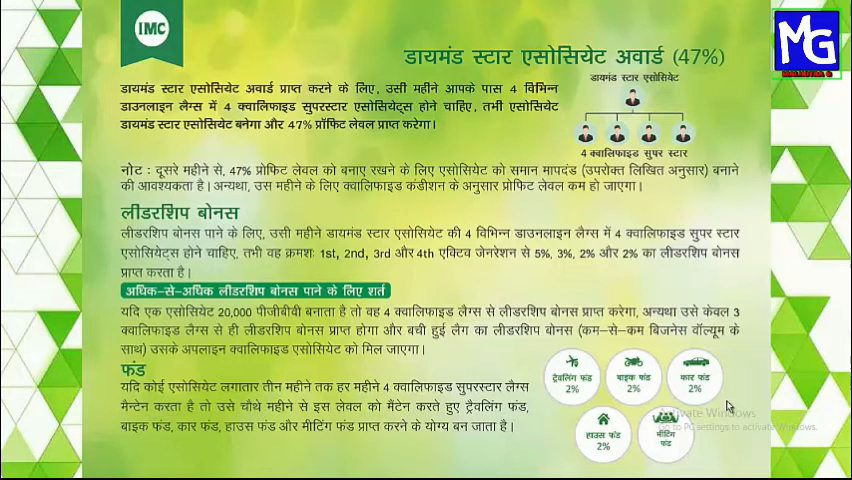 IMC
MG
डायमंड स्टार एसोसियेट अवार्ड (47%)
डायमंड स्टार एसोसियेट अवार्ड प्राप्त करने के लिए, उसी महीने आपके पास 4 विभिन्न
डाउनलाइन लैग्स में 4 क्वालिफाइड सुपरस्टार एसोसियेट्स होने चाहिए, तभी एसोसियेट
डायमंड स्टार एसोसियेट बनेगा और 47% प्रॉफिट लेवल प्राप्त करेगा।
डायमंड स्टार एसोसियेट
4 क्वालिफाइड सुपर स्टार
नोट: दूसरे महीने से, 47% प्रोफिट लेवल को बनाए रखने के लिए एसोसियेट को समान मापदंड (उपरोक्त लिखित अनुसार) बनाने
की आवश्यकता है। अन्यथा, उस महीने के लिए क्वालिफाइड कंडीशन के अनुसार प्रोफिट लेवल कम हो जाएगा।
लीडरशिप बोनस
लीडरशिप बोनस पाने के लिए, उसी महीने डायमंड स्टार एसोसियेट की 4 विभिन्न डाउनलाइन लैग्स में 4 क्वालिफाइड सुपर स्टार
एसोसियेट्स होने चाहिए, तभी वह क्रमशः 1st, 2nd, 3rd और 4th एक्टिव जेनरेशन से 5%, 3%, 2% और 2% का लीडरशिप बोनस
प्राप्त करता है।
अधिक-से-अधिक लीडरशिप बोनस पाने के लिए शर्त
यदि एक एसोसियेट 20,000 पीजीबीवी बनाता है तो वह 4 क्वालिफाइड लैग्स से लीडरशिप बोनस प्राप्त करेगा, अन्यथा उसे केवल 3
क्वालिफाइड लैग्स से ही लीडरशिप बोनस प्राप्त होगा और बची हुई लैग का लीडरशिप बोनस (कम-से-कम बिजनेस वॉल्यूम के
साथ) उसके अपलाइन क्वालिफाइड एसोसियेट को मिल जाएगा।
फंड
यदि कोई एसोसियेट लगातार तीन महीने तक हर महीने 4 क्वालिफाइड सुपरस्टार लैग्स
मैन्टेन करता है तो उसे चौथे महीने से इस लेवल को मैंटेन करते हुए ट्रैवलिंग फंड,
बाइक फंड, कार फंड, हाउस फंड और मीटिंग फंड प्राप्त करने के योग्य बन जाता है।
ट्रैवलिंग फंड
2%
बाइक फंड
2%
कार फंड
2%
हाउस फंड
2%
मीटिंग
फंड
Activate Windows
Go to PC settings to activate Windows.